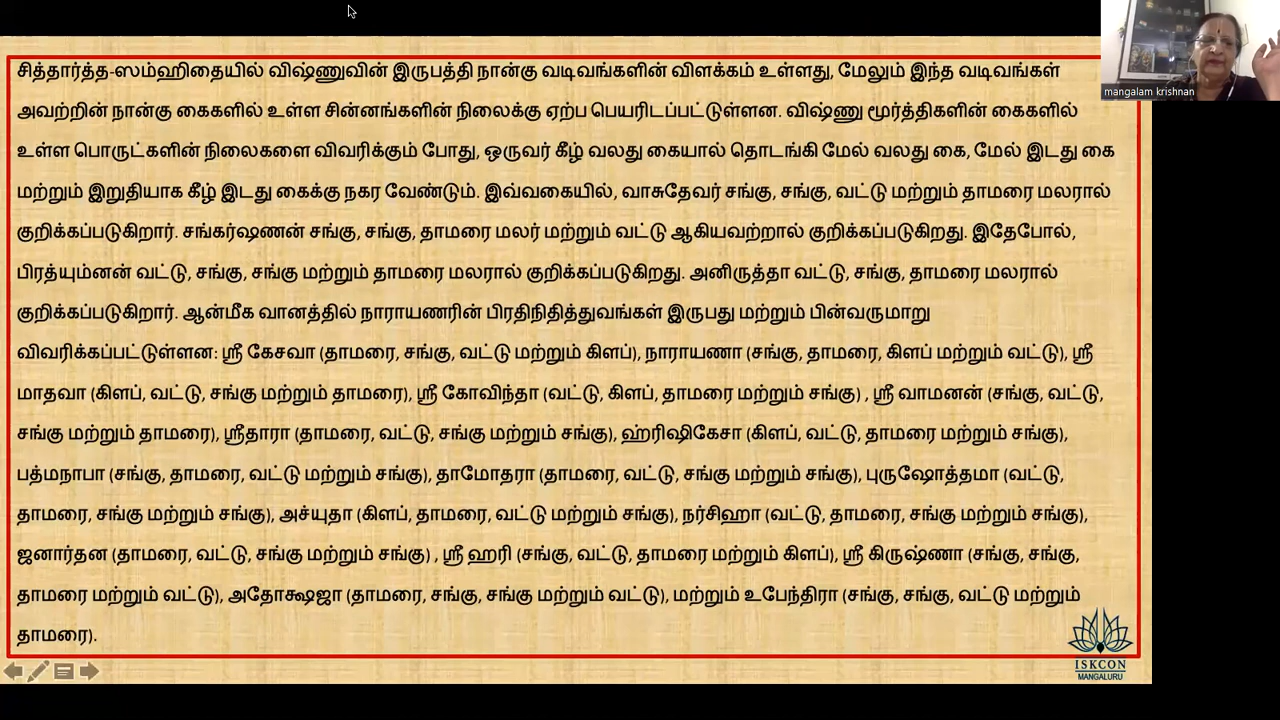 சித்தார்த்த-ஸம்ஹிதையில் விஷ்ணுவின் இருபத்தி நான்கு வடிவங்களின் விளக்கம் உள்ளது, மேலும் இந்த வடிவங்கள்
அவற்றின் நான்கு கைகளில் உள்ள சின்னங்களின் நிலைக்கு ஏற்ப பெயரிடப்பட்டுள்ளன. விஷ்ணு மூர்த்திகளின் கைகளில்
உள்ள பொருட்களின் நிலைகளை விவரிக்கும் போது, ஒருவர் கீழ் வலது கையால் தொடங்கி மேல் வலது கை, மேல் இடது கை
மற்றும் இறுதியாக கீழ் இடது கைக்கு நகர வேண்டும். இவ்வகையில், வாசுதேவர் சங்கு, சங்கு, வட்டு மற்றும் தாமரை மலரால்
குறிக்கப்படுகிறார். சங்கர்ஷணன் சங்கு, சங்கு, தாமரை மலர் மற்றும் வட்டு ஆகியவற்றால் குறிக்கப்படுகிறது. இதேபோல்,
பிரத்யும்னன் வட்டு, சங்கு, சங்கு மற்றும் தாமரை மலரால் குறிக்கப்படுகிறது. அனிருத்தா வட்டு, சங்கு, தாமரை மலரால்
குறிக்கப்படுகிறார். ஆன்மீக வானத்தில் நாராயணரின் பிரதிநிதித்துவங்கள் இருபது மற்றும் பின்வருமாறு
விவரிக்கப்பட்டுள்ளன: ஸ்ரீ கேசவா (தாமரை, சங்கு, வட்டு மற்றும் கிளப்), நாராயணா (சங்கு, தாமரை, கிளப் மற்றும் வட்டு), ஸ்ரீ
மாதவா (கிளப், வட்டு, சங்கு மற்றும் தாமரை), ஸ்ரீ கோவிந்தா (வட்டு, கிளப், தாமரை மற்றும் சங்கு) , ஸ்ரீ வாமனன் (சங்கு, வட்டு,
சங்கு மற்றும் தாமரை), ஸ்ரீதாரா (தாமரை, வட்டு, சங்கு மற்றும் சங்கு), ஹ்ரிஷிகேசா (கிளப், வட்டு, தாமரை மற்றும் சங்கு),
பத்மநாபா (சங்கு, தாமரை, வட்டு மற்றும் சங்கு), தாமோதரா (தாமரை, வட்டு, சங்கு மற்றும் சங்கு), புருஷோத்தமா (வட்டு,
தாமரை, சங்கு மற்றும் சங்கு), அச்யுதா (கிளப், தாமரை, வட்டு மற்றும் சங்கு), நர்சிஹா (வட்டு, தாமரை, சங்கு மற்றும் சங்கு),
ஜனார்தன (தாமரை, வட்டு, சங்கு மற்றும் சங்கு) , ஸ்ரீ ஹரி (சங்கு, வட்டு, தாமரை மற்றும் கிளப்), ஸ்ரீ கிருஷ்ணா (சங்கு, சங்கு,
தாமரை மற்றும் வட்டு), அதோக்ஷஜா (தாமரை, சங்கு, சங்கு மற்றும் வட்டு), மற்றும் உபேந்திரா (சங்கு, சங்கு, வட்டு மற்றும்
தாமரை).
mangalam krishnan
ISKCON
MANGALURU